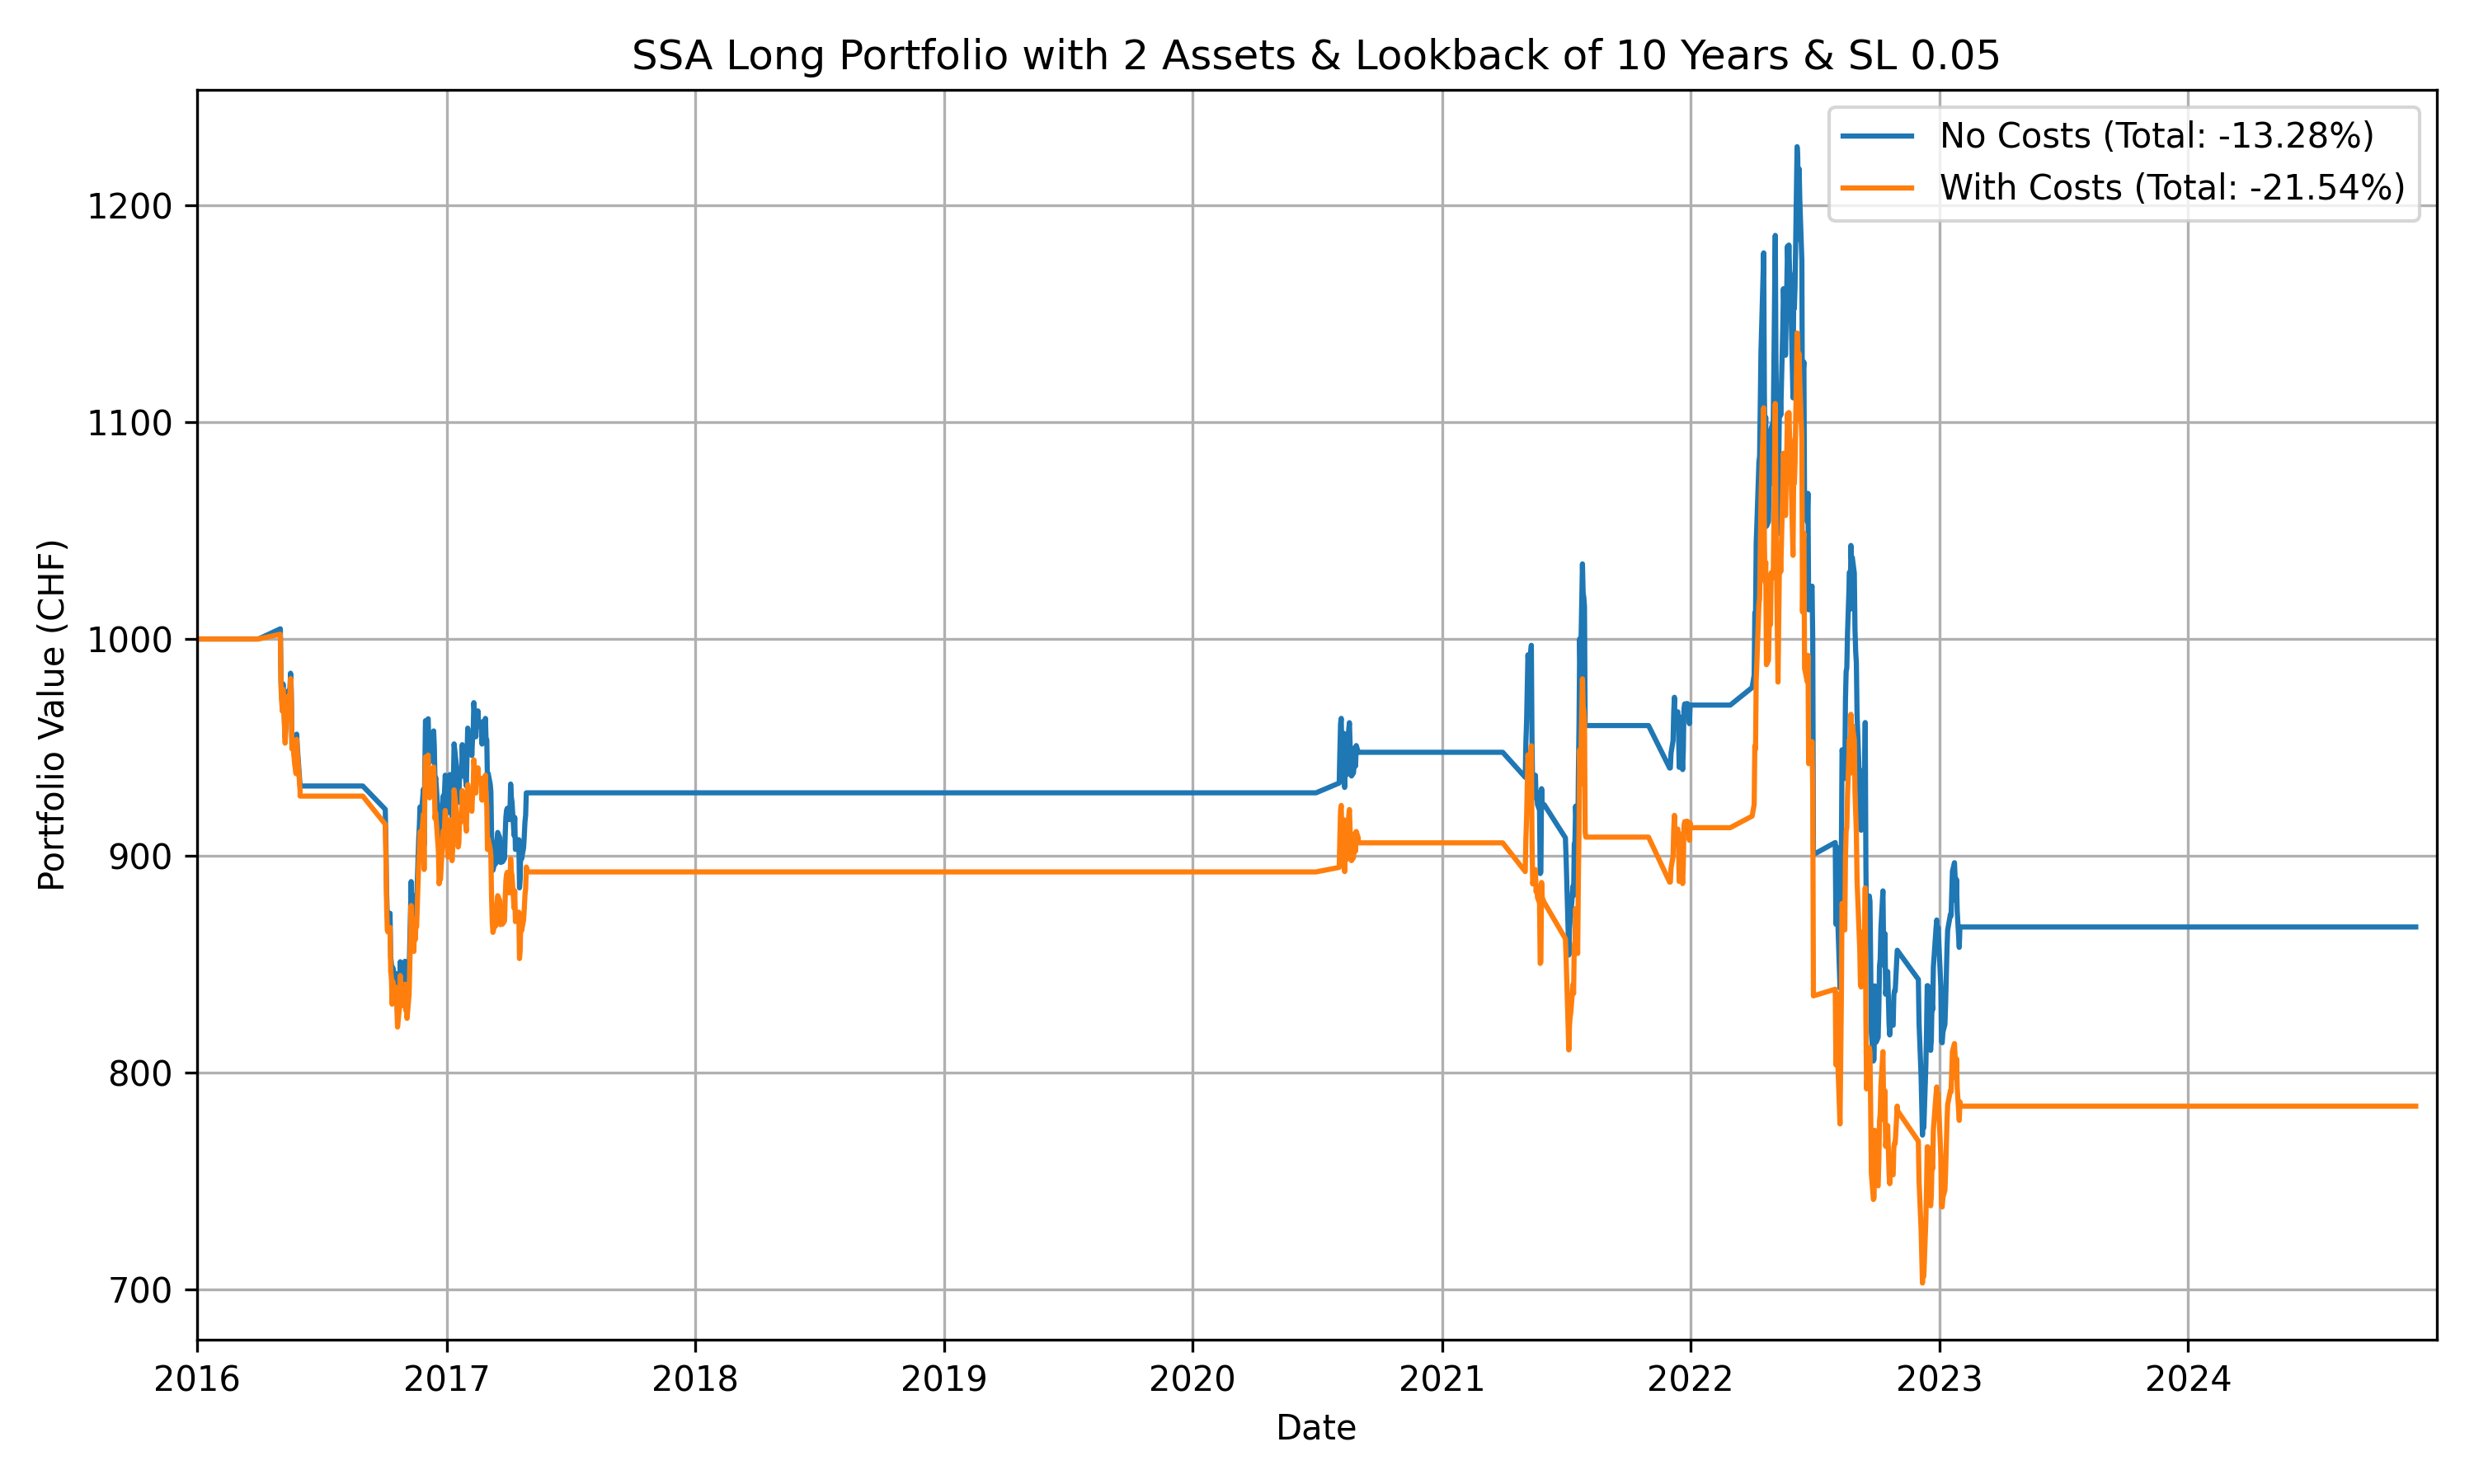 SSA Long Portfolio with 2 Assets & Lookback of 10 Years & SL 0.05
No Costs (Total: -13.28%)
With Costs (Total: -21.54%)
Portfolio Value (CHF)
1200
1100
1000
900
800
700
2016 2017 2018 2019 2020 2021 2022 2023 2024
Date